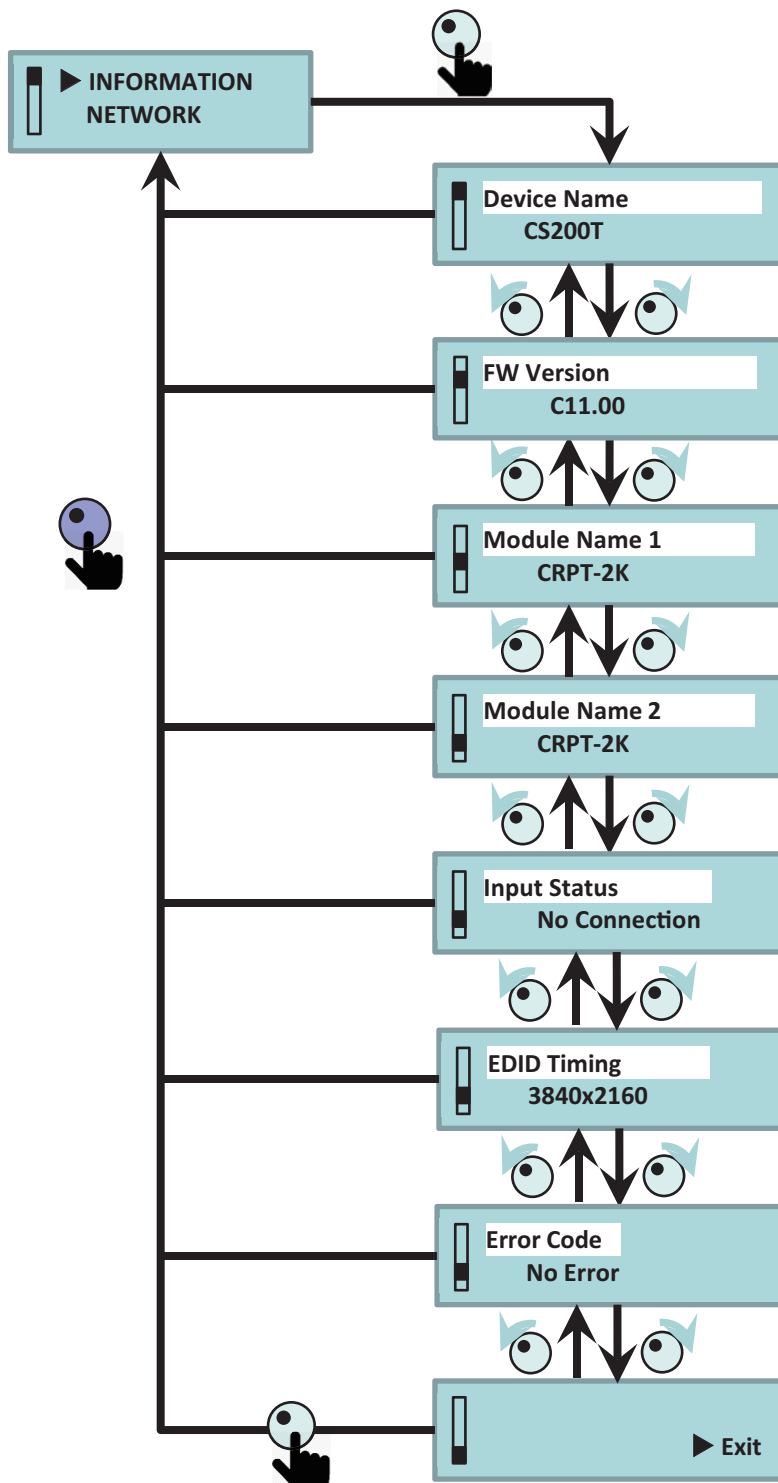 ▶ INFORMATION
NETWORK
Device Name
CS200T
FW Version
C11.00
Module Name 1
CRPT-2K
Module Name 2
CRPT-2K
Input Status
No Connection
EDID Timing
3840x2160
Error Code
No Error
▶ Exit